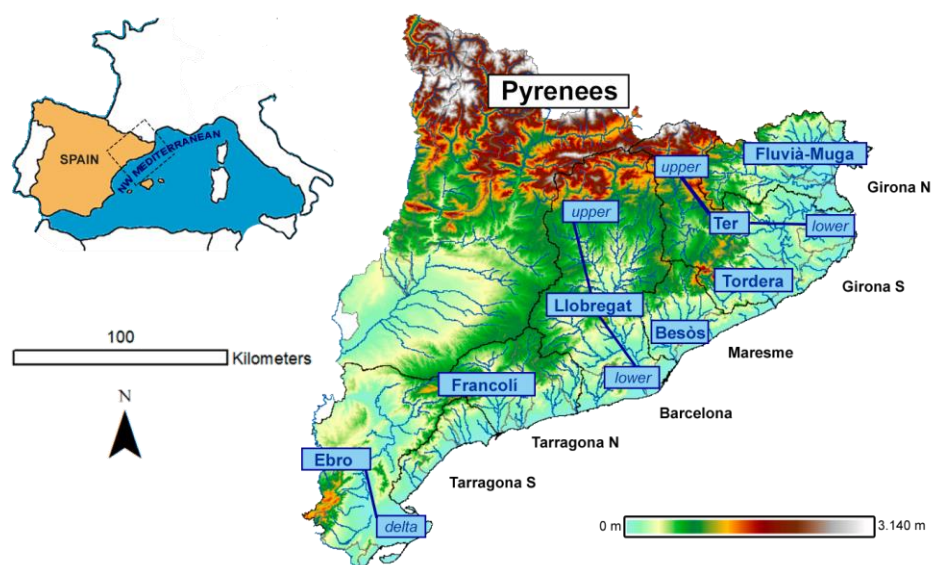 SPAIN
NW MEDITERRANEAN
100
Kilometers
N
Pyrenees
Fluvià-Muga
upper
Girona N
upper
Ter
lower
Tordera
Girona S
Llobregat
Besòs
Maresme
Francolí
lower
Barcelona
Tarragona N
Ebro
Tarragona S
delta
0 m
3.140 m